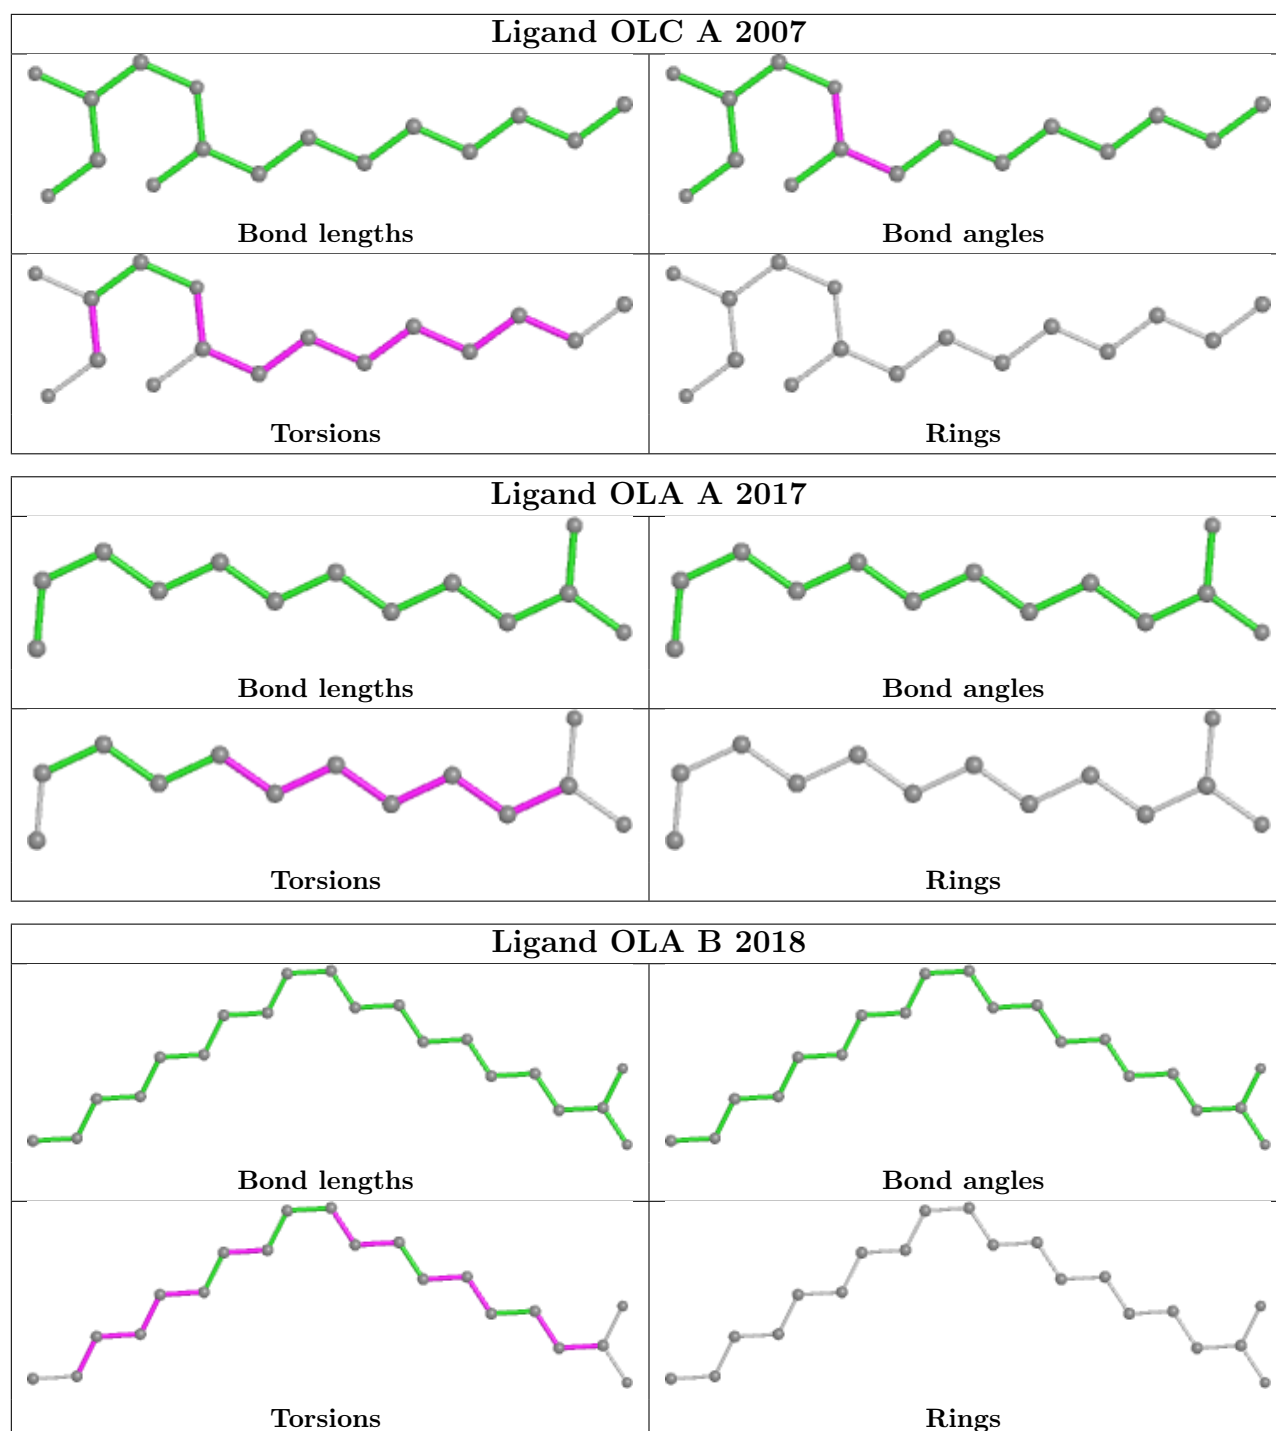 Ligand OLC A 2007
Bond lengths
Bond angles
Torsions
Rings
Ligand OLA A 2017
Bond lengths
Bond angles
Torsions
Rings
Ligand OLA B 2018
Bond lengths
Bond angles
Torsions
Rings